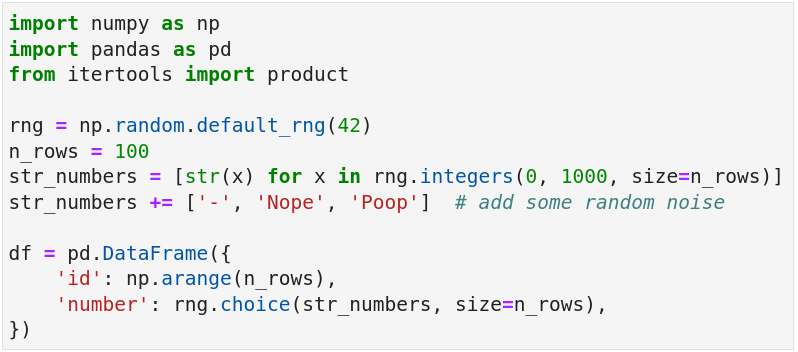 import numpy as np
import pandas as pd
from itertools import product

rng = np.random.default_rng(42)
n_rows = 100
str_numbers = [str(x) for x in rng.integers(0, 1000, size=n_rows)]
str_numbers += ['-', 'Nope', 'Poop']  # add some random noise

df = pd.DataFrame({
    'id': np.arange(n_rows),
    'number': rng.choice(str_numbers, size=n_rows),
})